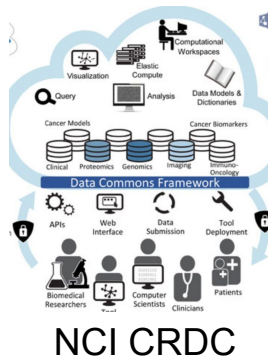 Computational
Workspaces
Elastic
Compute
Visualization
Query
Analysis
Data Models &
Dictionaries
Cancer Models
Cancer Biomarkers
Clinical
Proteomics
Genomics
Imaging
Immuno-
Oncology
Data Commons Framework
APIs
Web
Interface
Data
Submission
Tool
Deployment
Biomedical
Researchers
Tool
Computer
Scientists
Clinicians
Patients
NCI CRDC